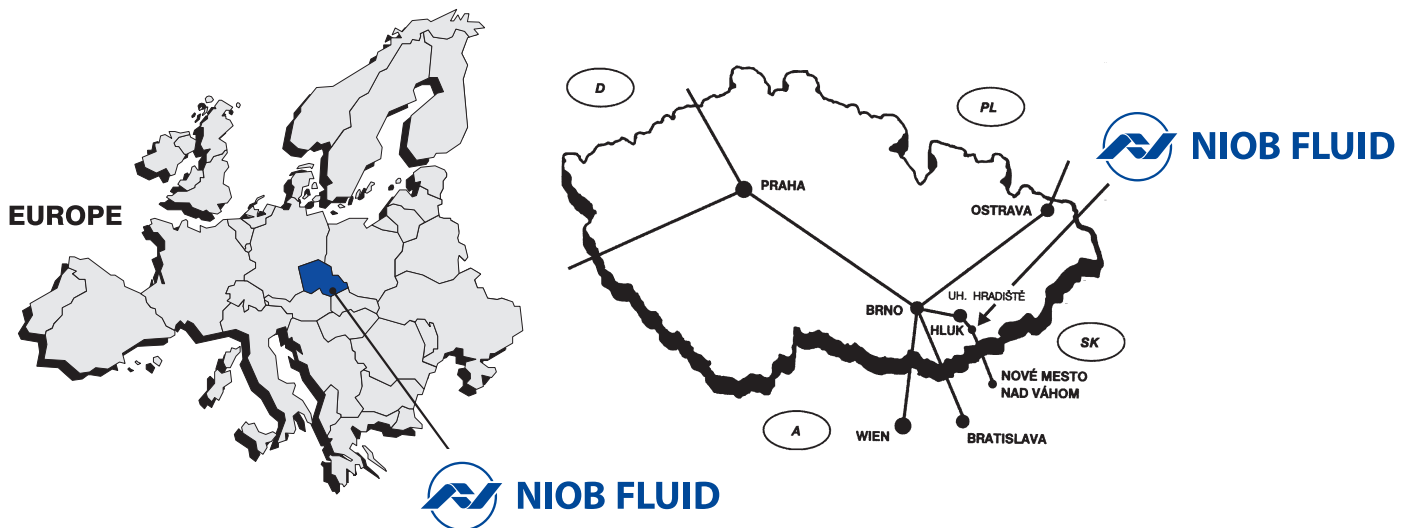 EUROPE
NIOB FLUID
D
PL
NIOB FLUID
PRAHA
OSTRAVA
UH. HRADIŠTĚ
BRNO
HLUK
SK
NOVÉ MESTO
NAD VÁHOM
A
WIEN
BRATISLAVA